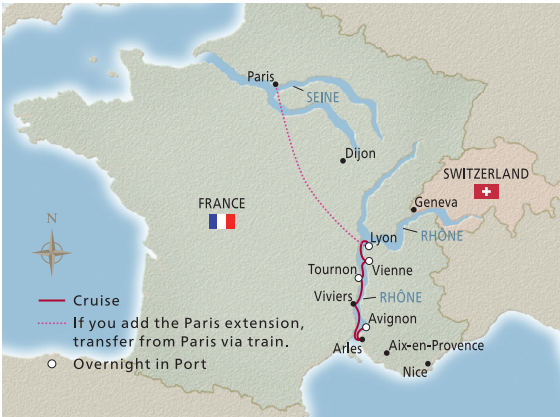 Paris
SEINE
Dijon
SWITZERLAND
FRANCE
Geneva
Lyon
RHÔNE
N
Tournon
Vienne
Viviers
RHÔNE
Cruise
If you add the Paris extension,
transfer from Paris via train.
Avignon
Arles
Aix-en-Provence
Overnight in Port
Nice